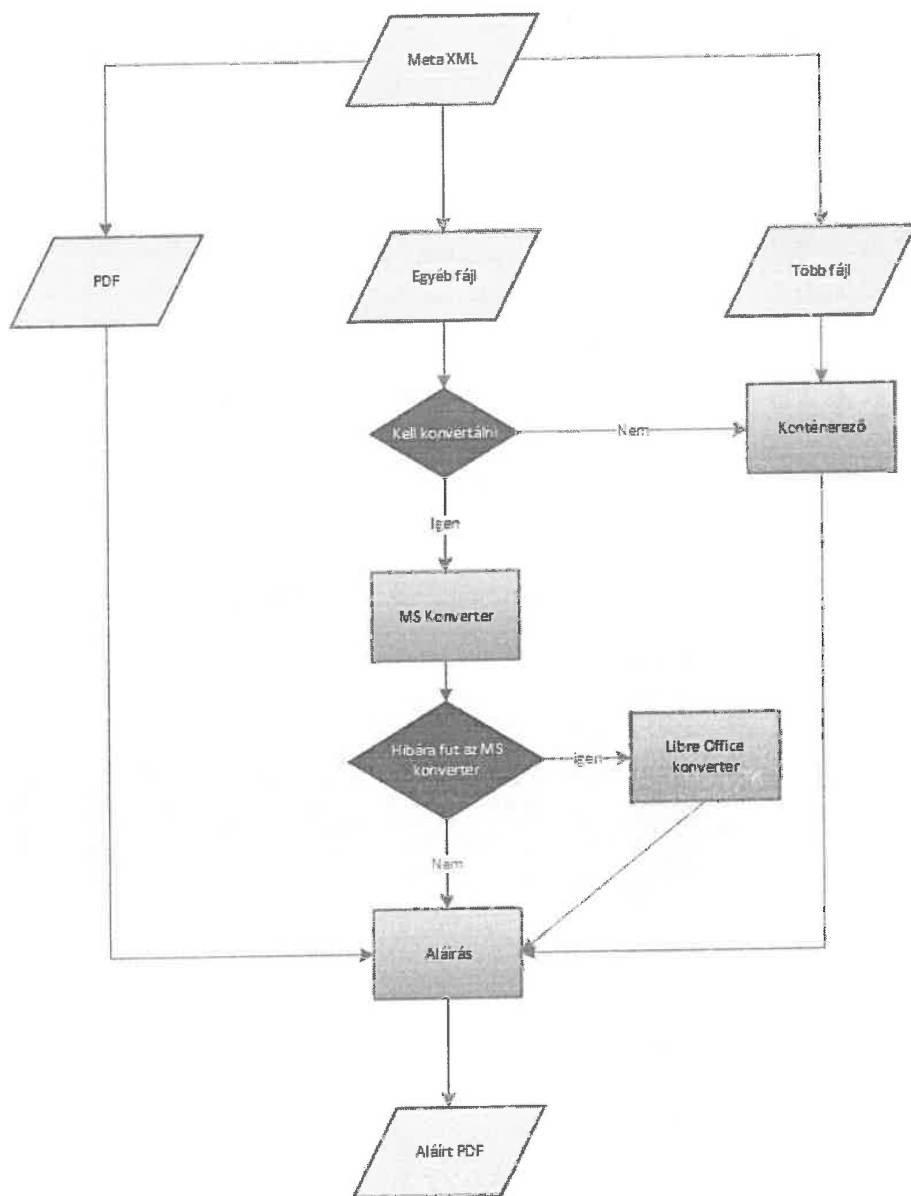 Meta XML
PDF
Egyéb fájl
Több fájl
Kell konvertálni
Nem
Konténerező
Igen
MS Konverter
Hibára fut az MS
konverter
Igen
Libre Office
konverter
Nem
Aláírás
Aláírt PDF